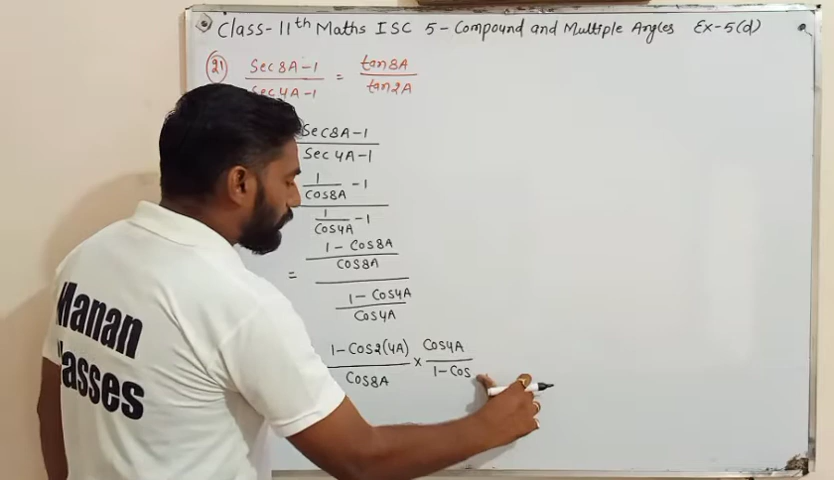 Class-11th Maths ISC 5-Compound and Multiple Angles Ex-5(d)
21) Sec8A-1 / Sec4A-1 = tan8A / tan2A
Sec8A-1
Sec4A-1
1/Cos8A -1
1/Cos4A -1
= 1-Cos8A
Cos8A
1-Cos4A
Cos4A
1-Cos2(4A) / Cos8A × Cos4A / 1-Cos
Manan
lasses